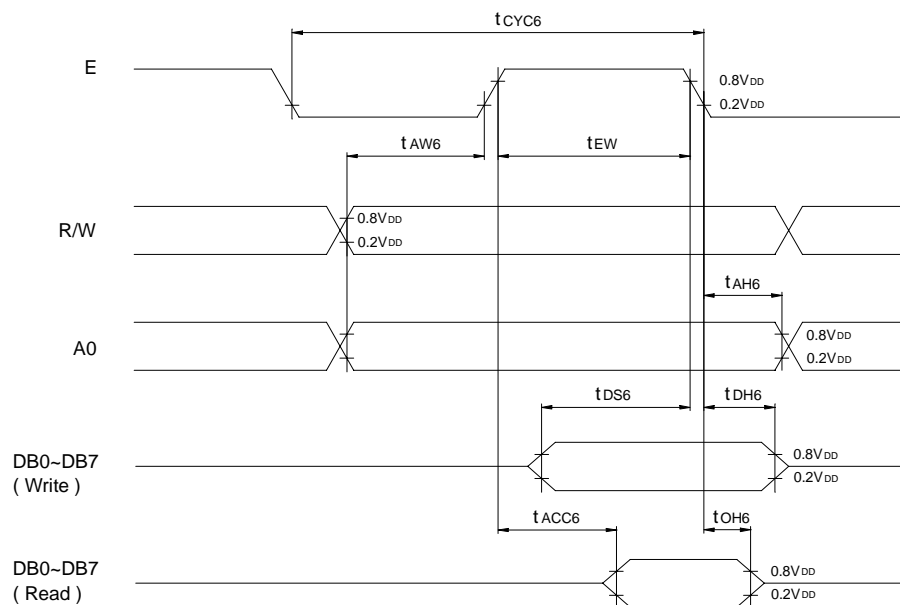 tCYC6
E
0.8VDD
0.2VDD
tAW6
tEW
R/W
0.8VDD
0.2VDD
tAH6
A0
0.8VDD
0.2VDD
tDS6
tDH6
DB0~DB7
( Write )
0.8VDD
0.2VDD
tACC6
tOH6
DB0~DB7
( Read )
0.8VDD
0.2VDD